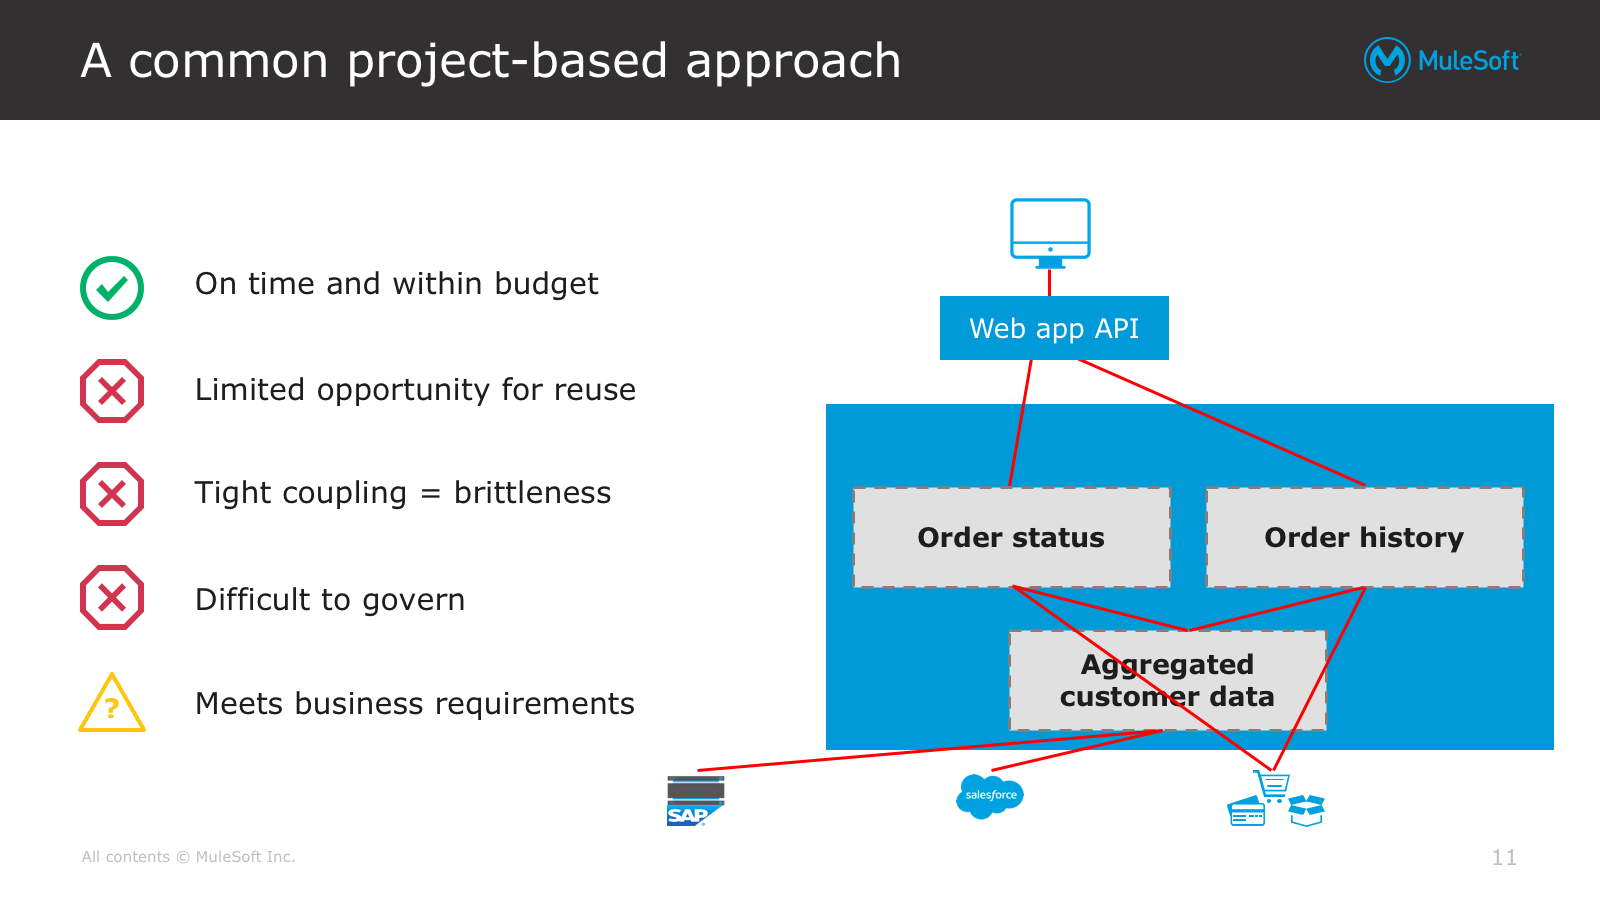 A common project-based approach
MuleSoft
On time and within budget
Limited opportunity for reuse
Tight coupling = brittleness
Difficult to govern
?
Meets business requirements
Web app API
Order status
Order history
Aggregated
customer data
SAP
salesforce
All contents © MuleSoft Inc.
11